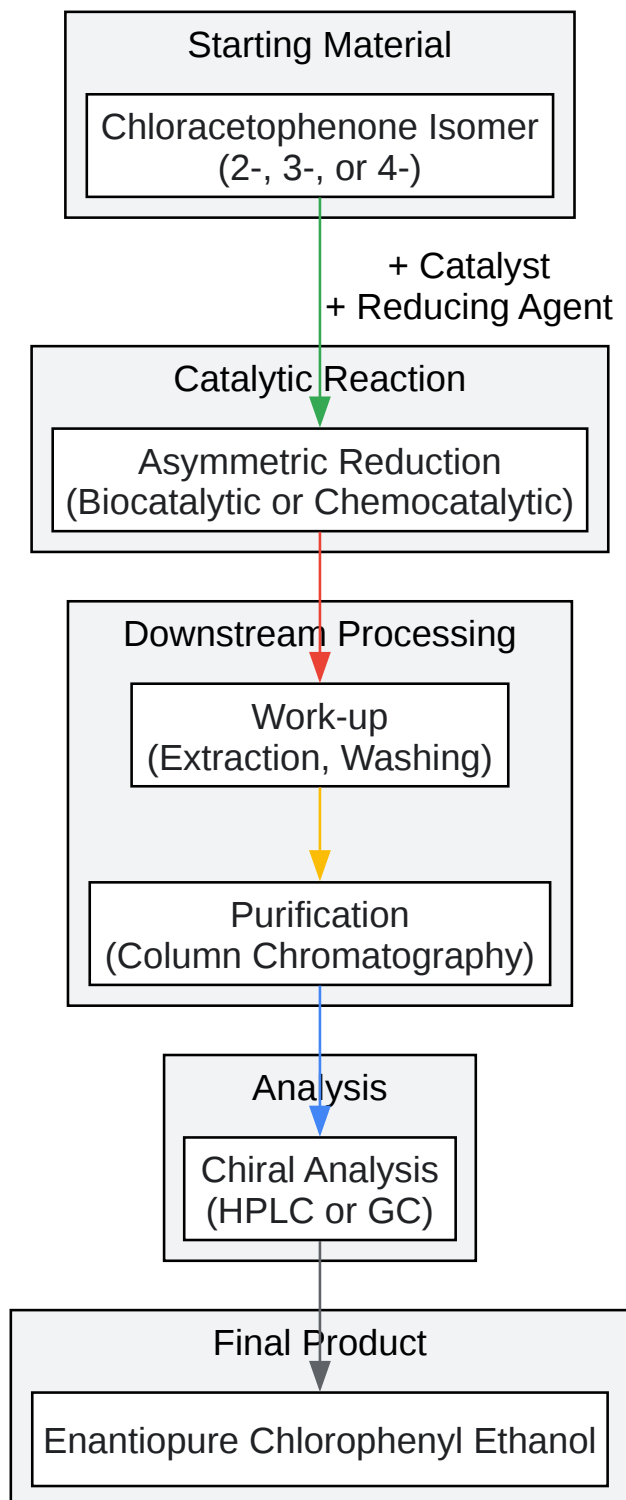 Starting Material
Chloracetophenone Isomer
(2-, 3-, or 4-)
+ Catalyst
+ Reducing Agent
Catalytic Reaction
Asymmetric Reduction
(Biocatalytic or Chemocatalytic)
Downstream Processing
Work-up
(Extraction, Washing)
Purification
(Column Chromatography)
Analysis
Chiral Analysis
(HPLC or GC)
Final Product
Enantiopure Chlorophenyl Ethanol